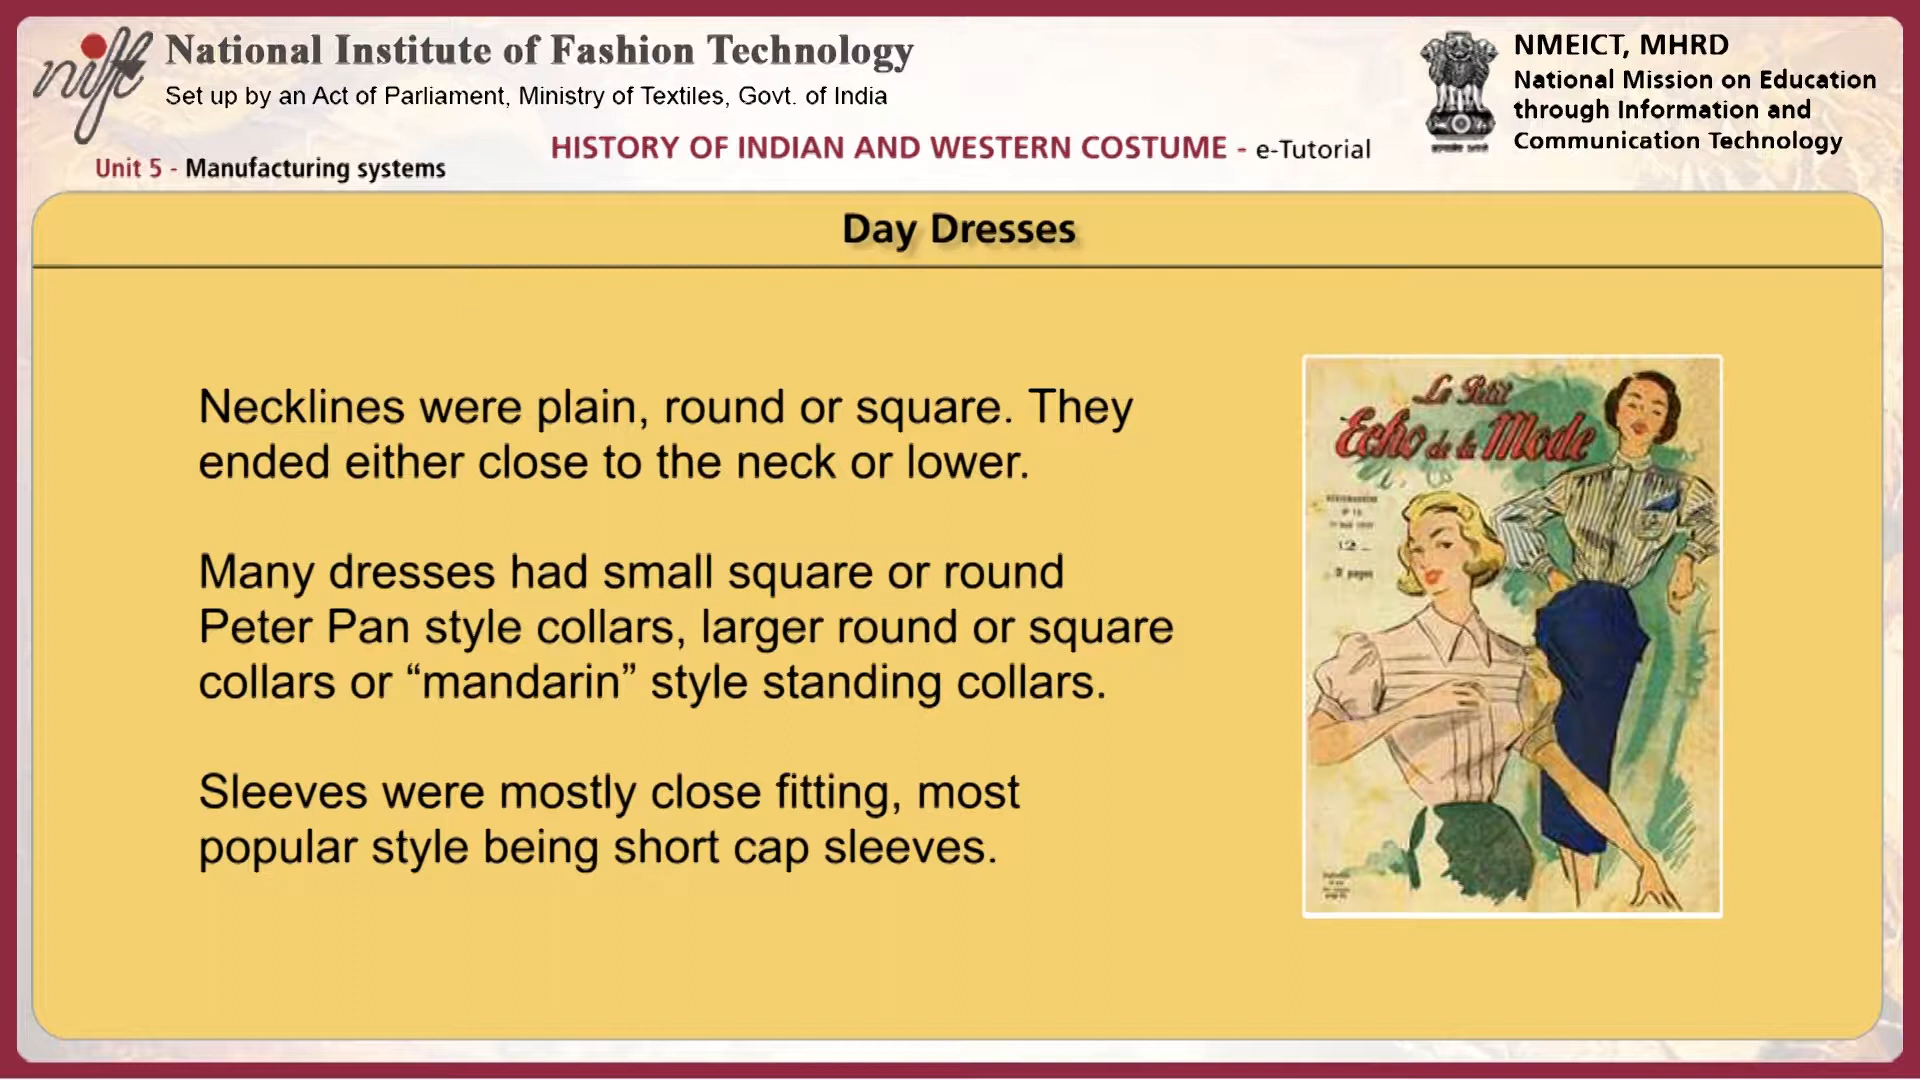 nift
National Institute of Fashion Technology
Set up by an Act of Parliament, Ministry of Textiles, Govt. of India
NMEICT, MHRD
National Mission on Education
through Information and
Communication Technology
HISTORY OF INDIAN AND WESTERN COSTUME - e-Tutorial
Unit 5 - Manufacturing systems
Day Dresses
Necklines were plain, round or square. They
ended either close to the neck or lower.
Many dresses had small square or round
Peter Pan style collars, larger round or square
collars or “mandarin” style standing collars.
Sleeves were mostly close fitting, most
popular style being short cap sleeves.
Le Petit
Echo de la Mode
pages